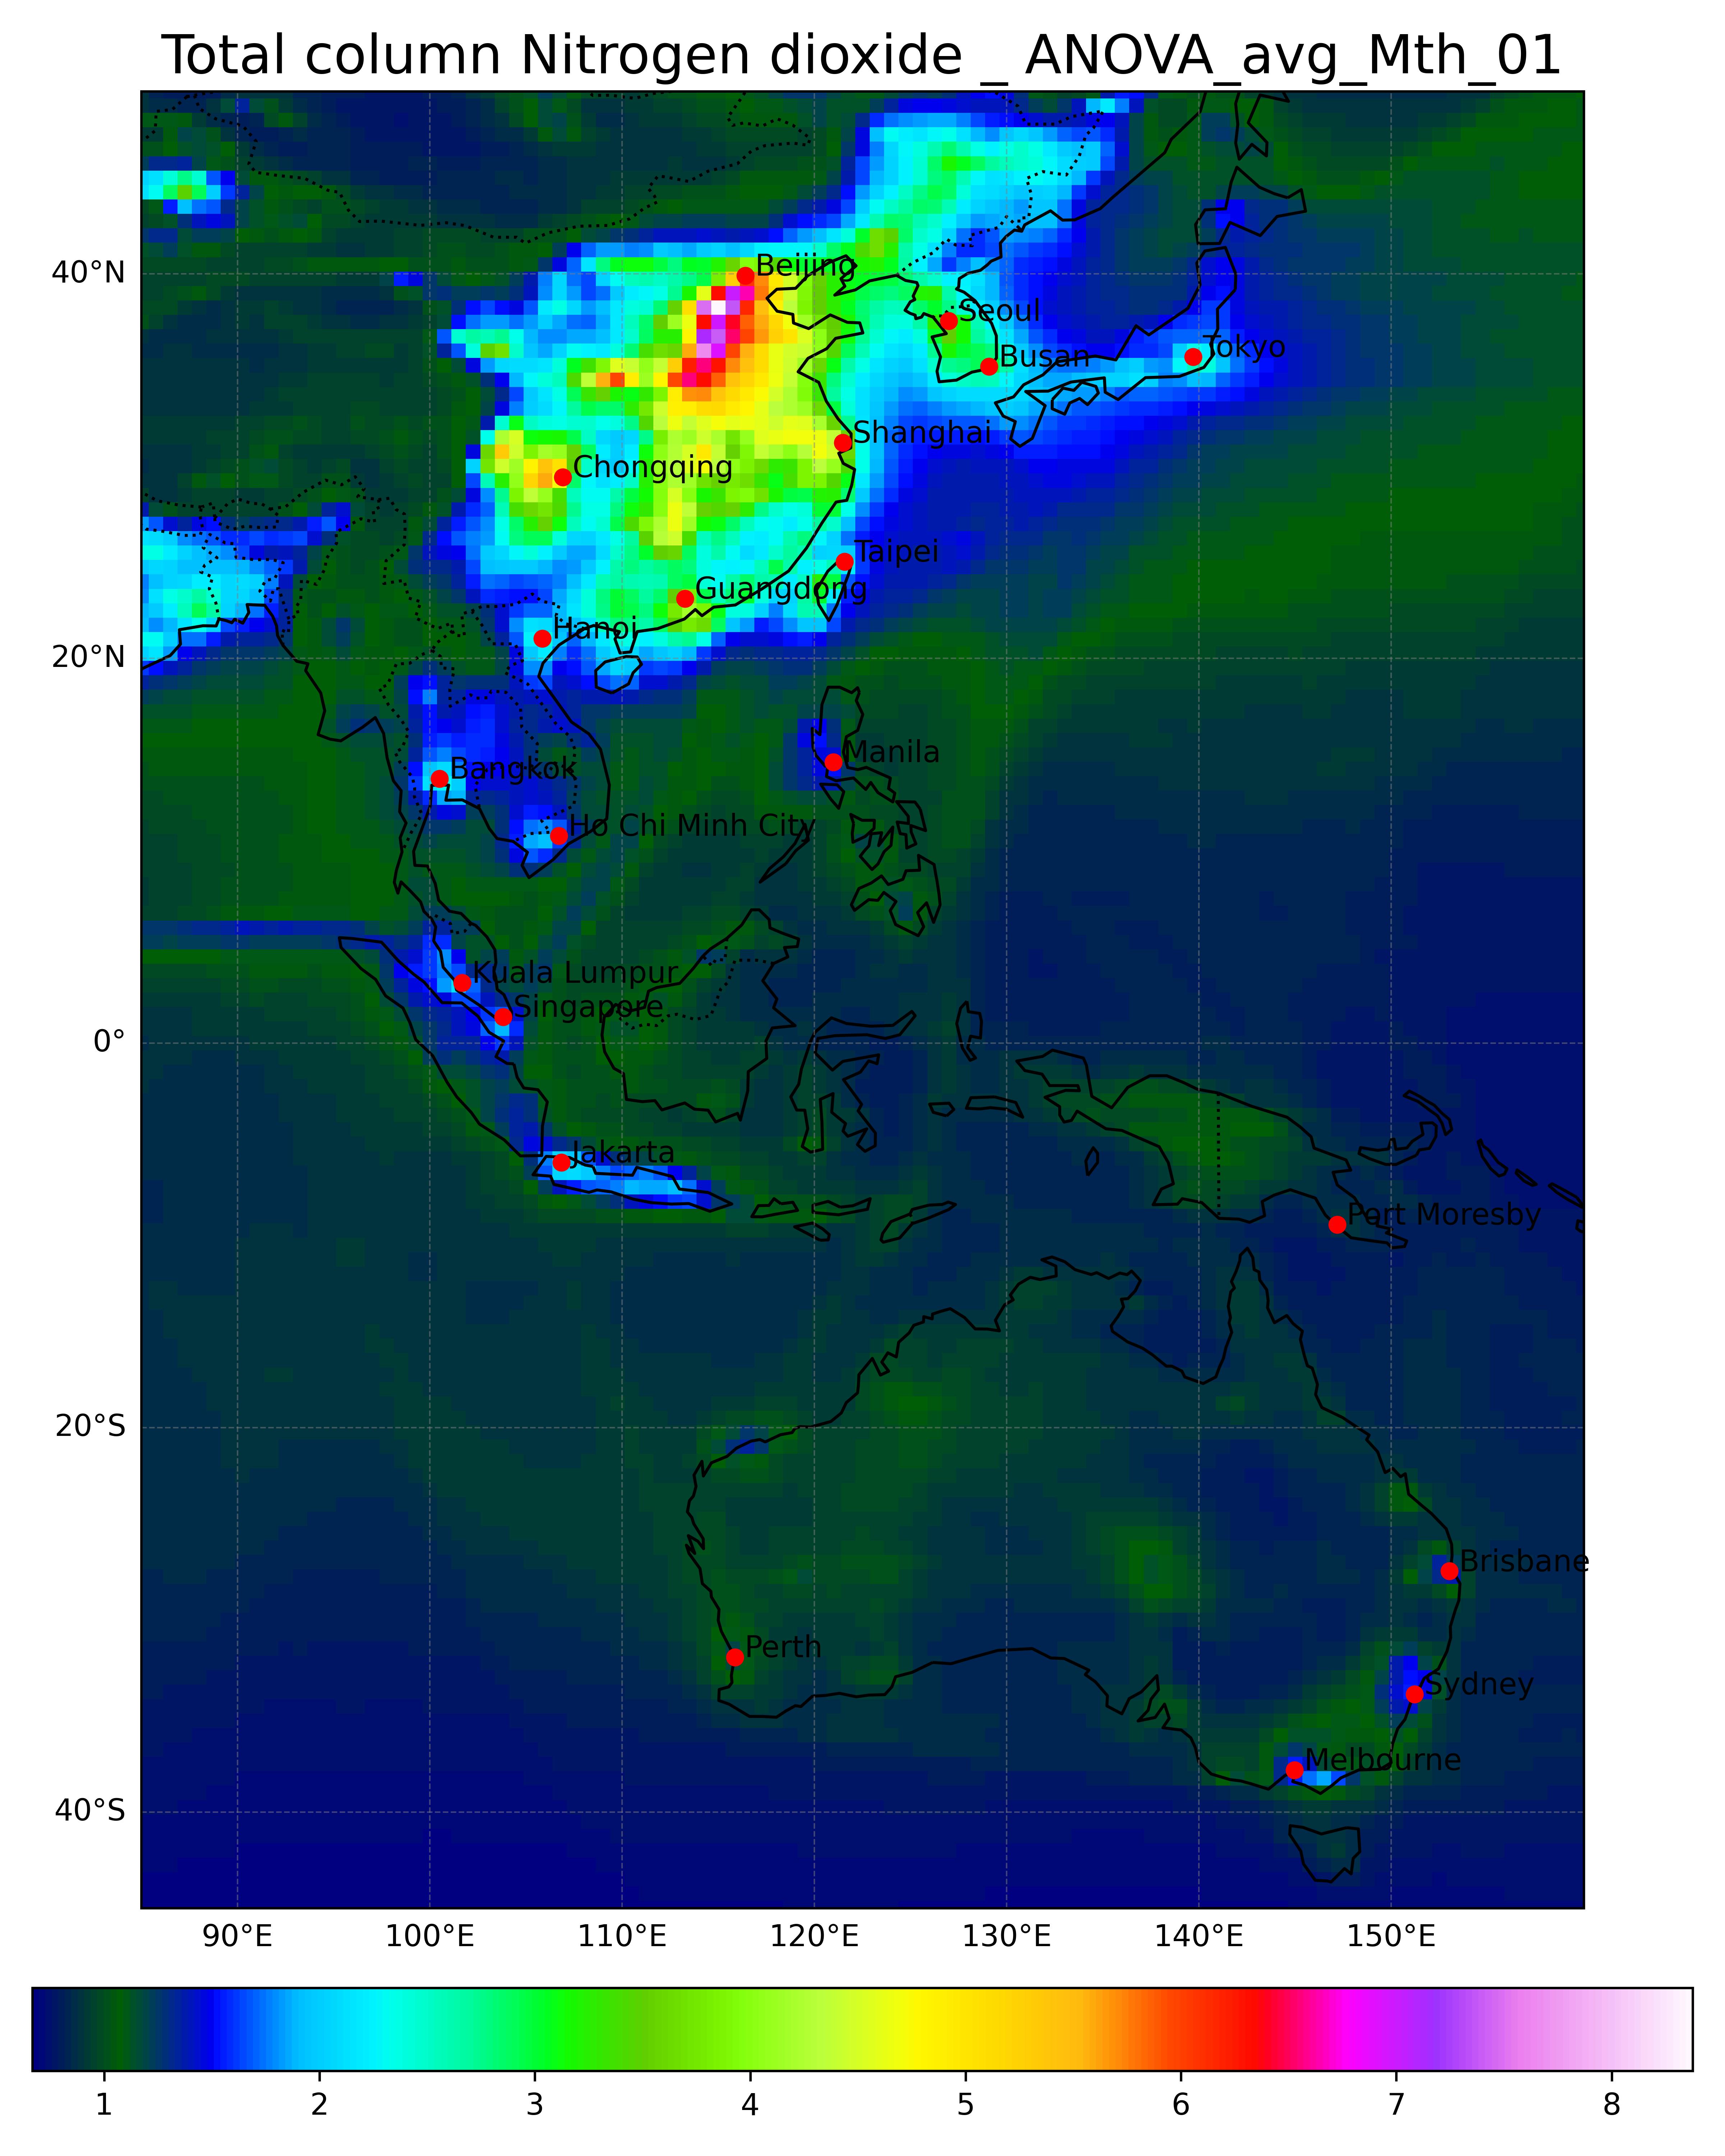 Total column Nitrogen dioxide _ ANOVA_avg_Mth_01
Beijing
40°N
Seoul
Tokyo
Busan
Shanghai
Chongqing
Taipei
Guangdong
Hanoi
20°N
Manila
Bangkok
Ho Chi Minh City
Kuala Lumpur
Singapore
0°
Jakarta
Port Moresby
20°S
Brisbane
Perth
Sydney
Melbourne
40°S
90°E 100°E 110°E 120°E 130°E 140°E 150°E
1 2 3 4 5 6 7 8